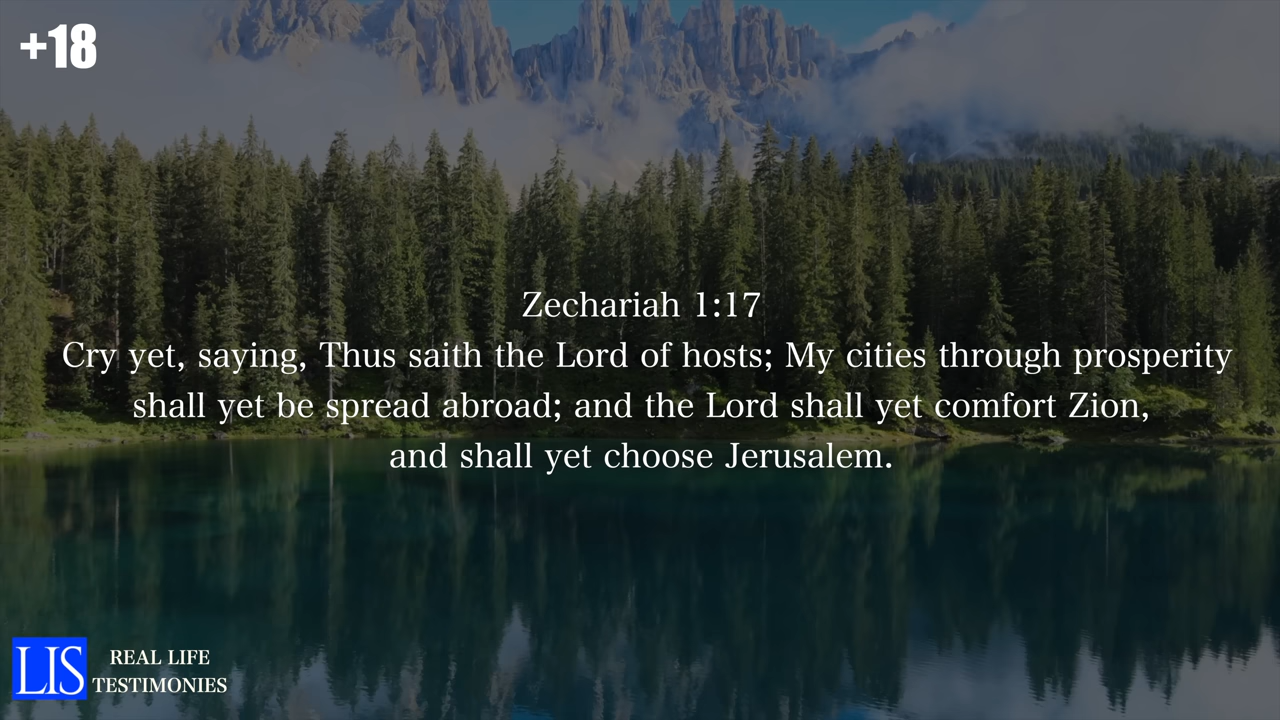 +18
Zechariah 1:17
Cry yet, saying, Thus saith the Lord of hosts; My cities through prosperity
shall yet be spread abroad; and the Lord shall yet comfort Zion,
and shall yet choose Jerusalem.
LIS
REAL LIFE
TESTIMONIES